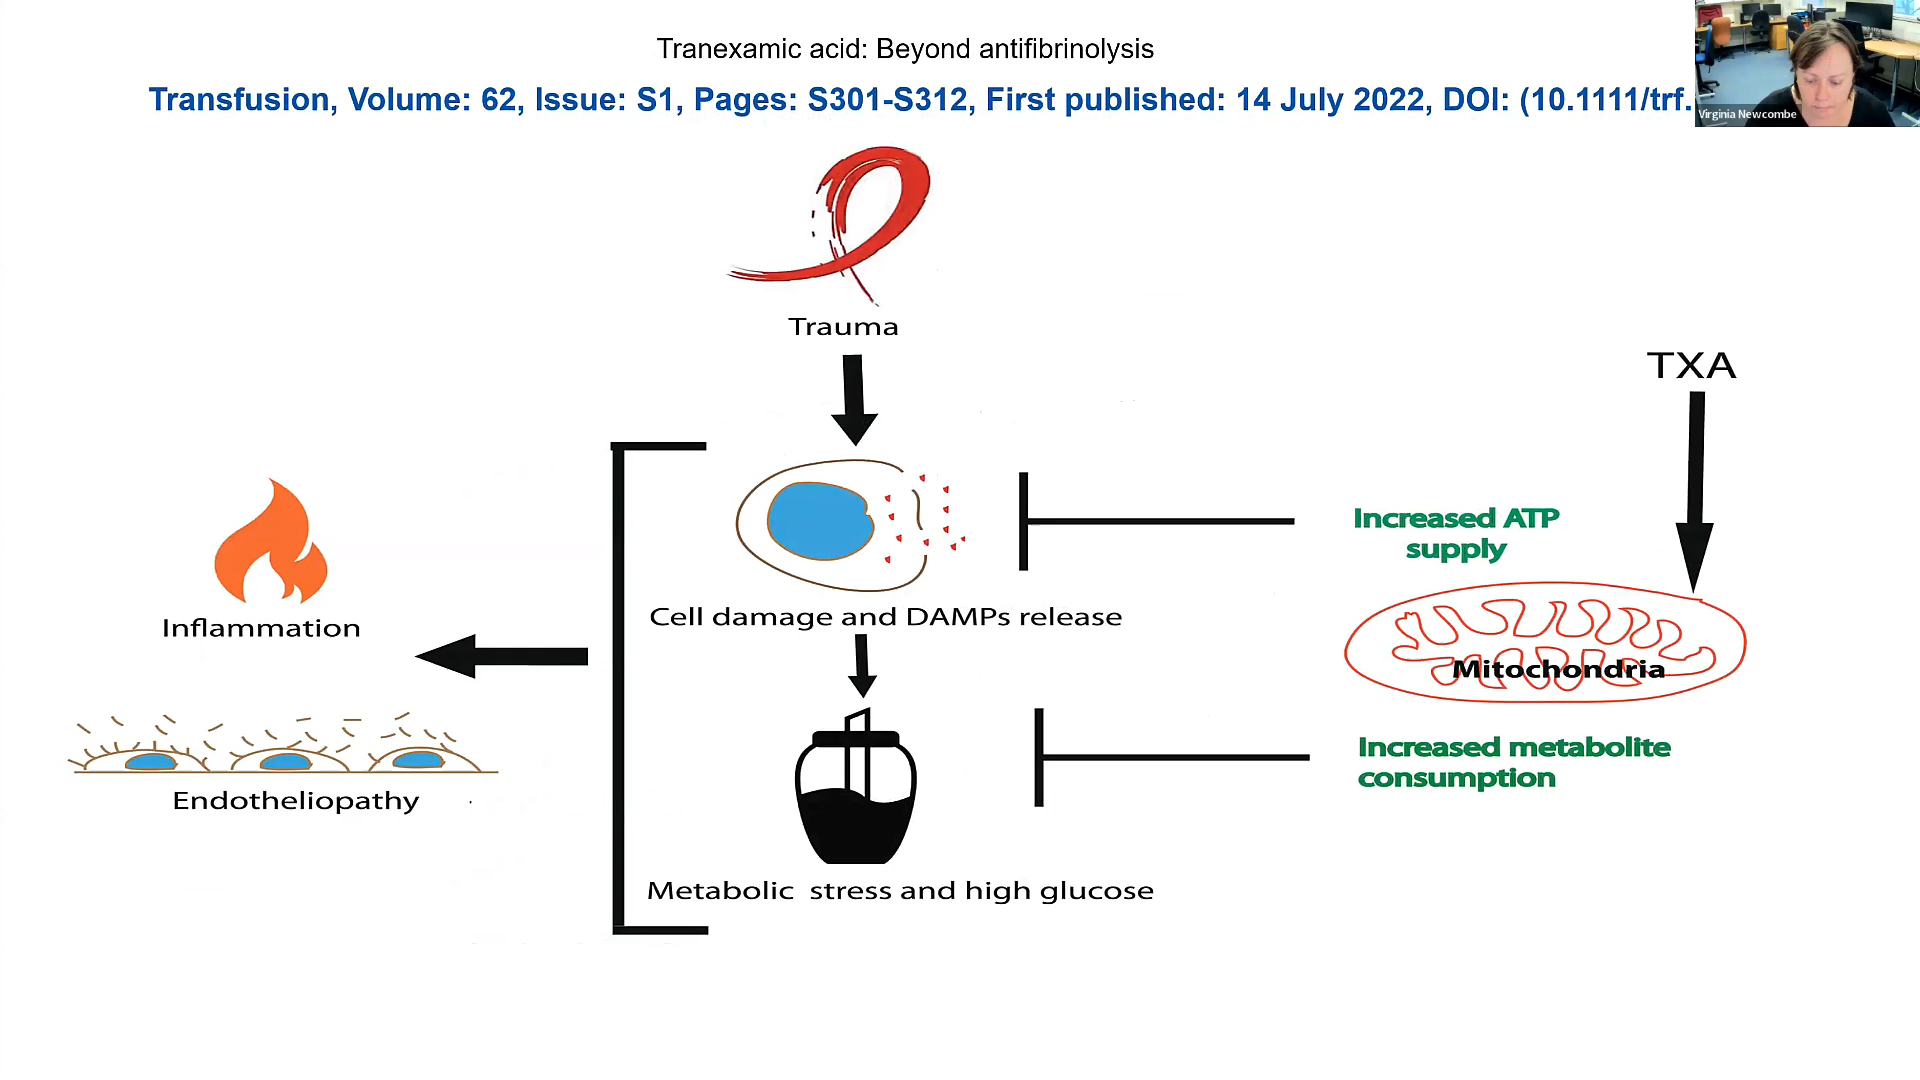 Tranexamic acid: Beyond antifibrinolysis
Transfusion, Volume: 62, Issue: S1, Pages: S301-S312, First published: 14 July 2022, DOI: (10.1111/trf.
Virginia Newcombe
Trauma
TXA
Increased ATP
supply
Inflammation
Cell damage and DAMPs release
Mitochondria
Increased metabolite
consumption
Endotheliopathy
Metabolic stress and high glucose